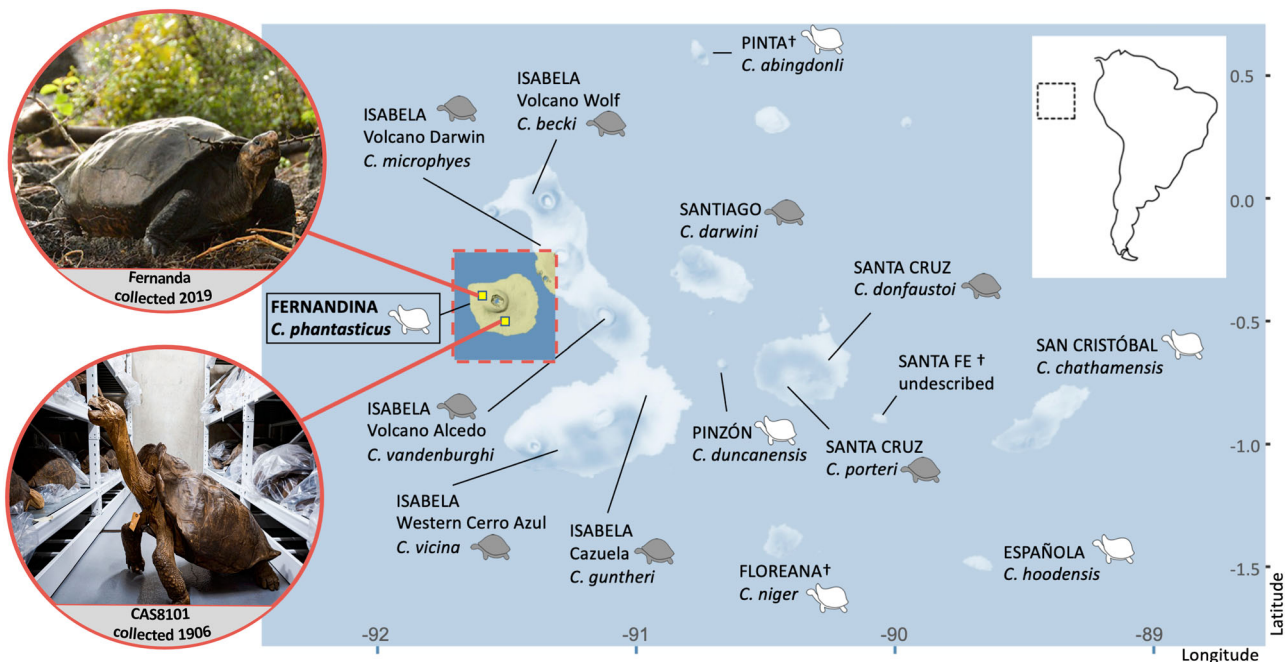 PINTA†
C. abingdonli
ISABELA
Volcano Wolf
C. becki
ISABELA
Volcano Darwin
C. microphyes
0.5
0.0
-0.5
-1.0
-1.5
Latitude
SANTIAGO
C. darwini
SANTA CRUZ
C. donfaustoi
Fernanda
collected 2019
FERNANDINA
C. phantasticus
SANTA FE †
undescribed
SAN CRISTÓBAL
C. chathamensis
ISABELA
Volcano Alcedo
C. vandenburghi
PINZÓN
C. duncanensis
SANTA CRUZ
C. porteri
ISABELA
Western Cerro Azul
C. vicina
ISABELA
Cazuela
C. guntheri
FLOREANA†
C. niger
ESPAÑOLA
C. hoodensis
CAS8101
collected 1906
-92
-91
-90
-89
Longitude